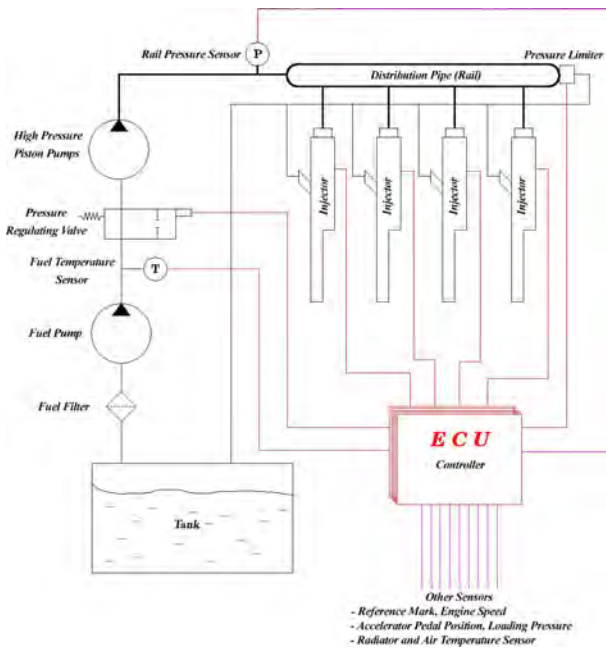 Rail Pressure Sensor
P
Pressure Limiter
Distribution Pipe (Rail)
High Pressure
Piston Pumps
Injector
Injector
Injector
Injector
Pressure
Regulating Valve
Fuel Temperature
Sensor
T
Fuel Pump
Fuel Filter
E C U
Controller
Tank
Other Sensors
- Reference Mark, Engine Speed
- Accelerator Pedal Position, Loading Pressure
- Radiator and Air Temperature Sensor